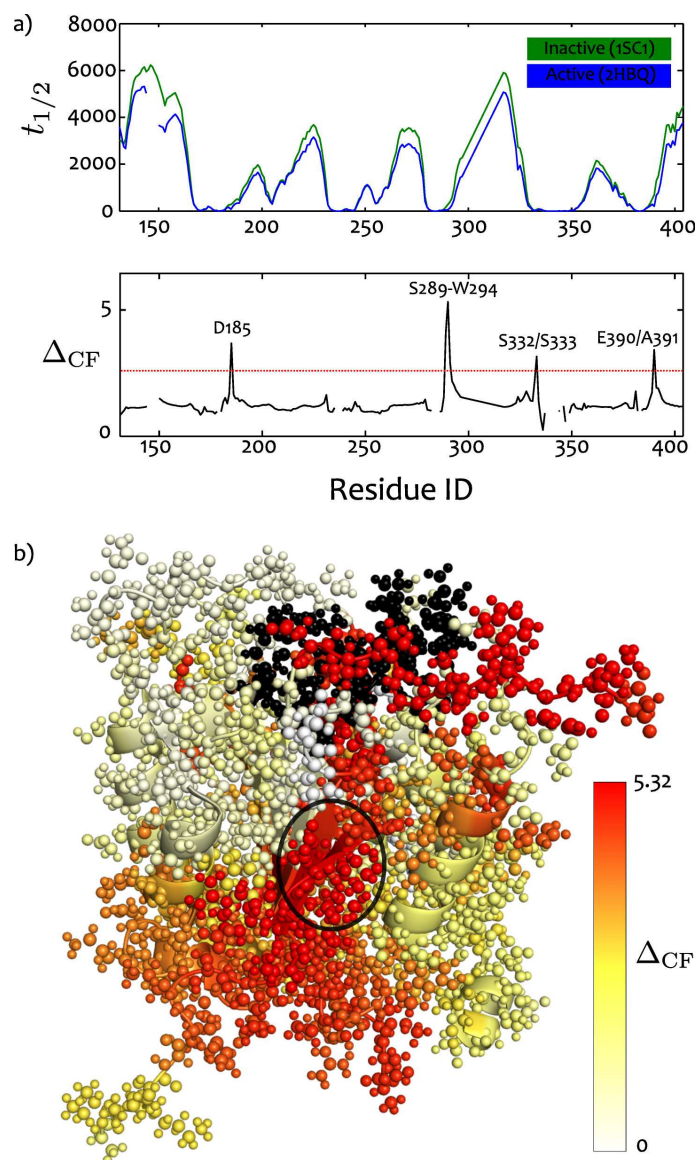 a)
8000
6000
4000
2000
0
t1/2
Inactive (1SC1)
Active (2HBQ)
150 200 250 300 350 400
5
0
ΔCF
D185
S289-W294
S332/S333
E390/A391
150 200 250 300 350 400
Residue ID
b)
5.32
ΔCF
0